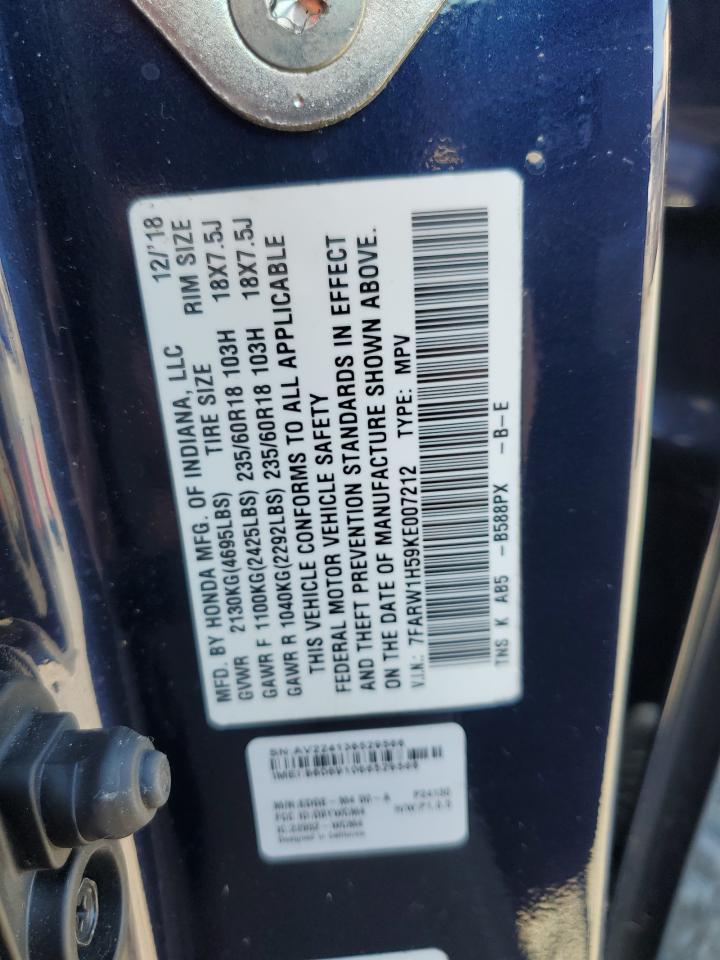 MFD. BY HONDA MFG. OF INDIANA, LLC 12/'18
GVWR 2130KG(4695LBS) TIRE SIZE RIM SIZE
GAWR F 1100KG(2425LBS) 235/60R18 103H 18X7.5J
GAWR R 1040KG(2292LBS) 235/60R18 103H 18X7.5J
THIS VEHICLE CONFORMS TO ALL APPLICABLE
FEDERAL MOTOR VEHICLE SAFETY
AND THEFT PREVENTION STANDARDS IN EFFECT
ON THE DATE OF MANUFACTURE SHOWN ABOVE.
V.I.N.: 7FARW1H59KE007212 TYPE: MPV
TNS K AB5 -B588PX -B-E
Designed in California